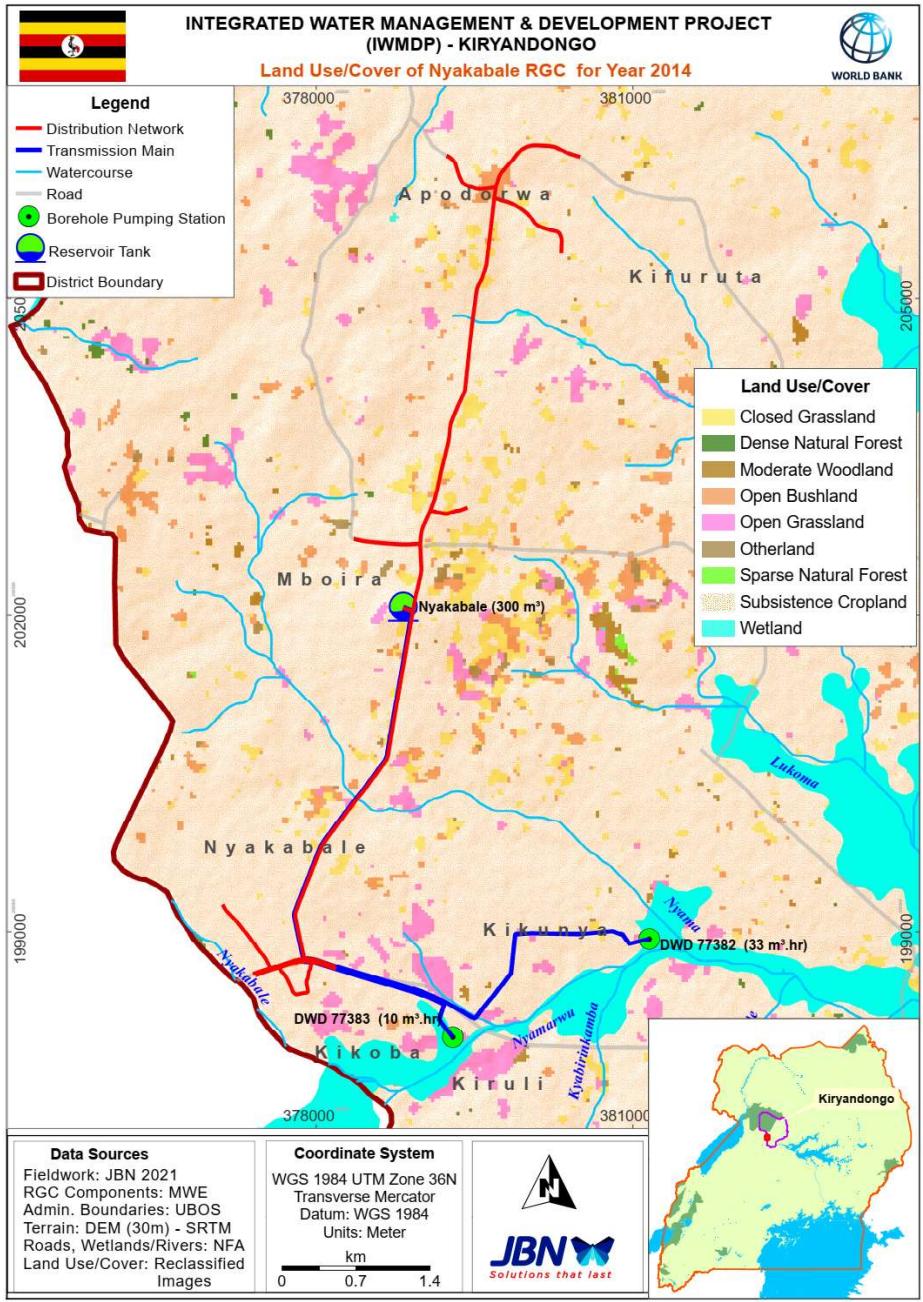 INTEGRATED WATER MANAGEMENT & DEVELOPMENT PROJECT
(IWMDP) - KIRYANDONGO
Land Use/Cover of Nyakabale RGC for Year 2014
WORLD BANK
Legend
Distribution Network
Transmission Main
Watercourse
Road
Borehole Pumping Station
Reservoir Tank
District Boundary
378000
381000
Apodorwa
Kifuruta
205000
Land Use/Cover
Closed Grassland
Dense Natural Forest
Moderate Woodland
Open Bushland
Open Grassland
Otherland
Sparse Natural Forest
Subsistence Cropland
Wetland
Mboira
Nyakabale (300 m³)
202000
Lukoma
Nyakabale
199000
Kikunya
Nyama
199000
DWD 77382 (33 m³.hr)
Nyakabale
DWD 77383 (10 m³.hr)
Nyamarwu
Kyabirinkamba
Kikoba
Kiruli
378000
381000
Kiryandongo
Data Sources
Fieldwork: JBN 2021
RGC Components: MWE
Admin. Boundaries: UBOS
Terrain: DEM (30m) - SRTM
Roads, Wetlands/Rivers: NFA
Land Use/Cover: Reclassified
Images
Coordinate System
WGS 1984 UTM Zone 36N
Transverse Mercator
Datum: WGS 1984
Units: Meter
km
0 0.7 1.4
N
JBN
Solutions that last